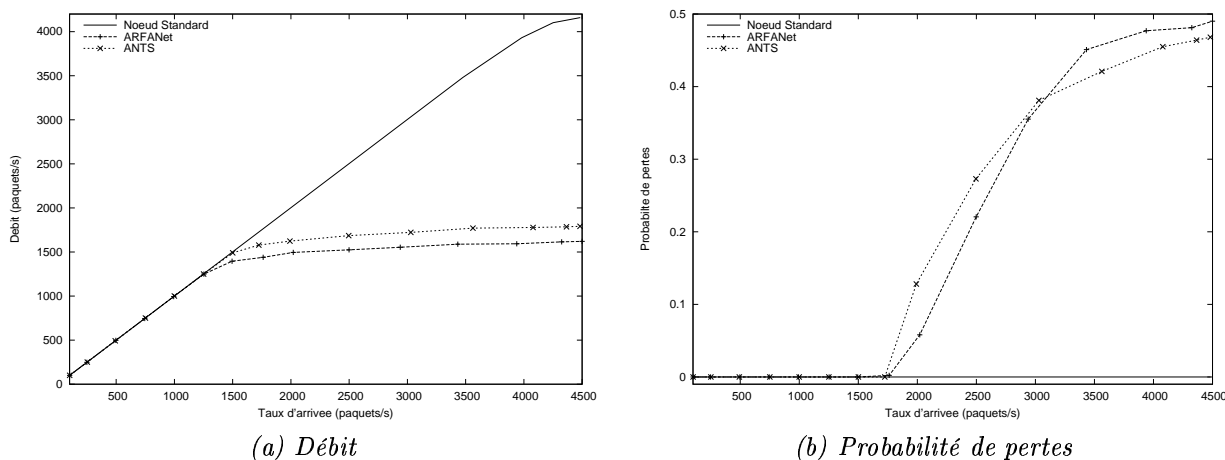 4000
3500
3000
2500
2000
1500
1000
500
0
Debit (paquets/s)
Noeud Standard
ARFANet
ANTS
500 1000 1500 2000 2500 3000 3500 4000 4500
Taux d'arrivee (paquets/s)
(a) Débit
0.5
0.4
0.3
0.2
0.1
0
Probabilte de pertes
Noeud Standard
ARFANet
ANTS
500 1000 1500 2000 2500 3000 3500 4000 4500
Taux d'arrivee (paquets/s)
(b) Probabilité de pertes